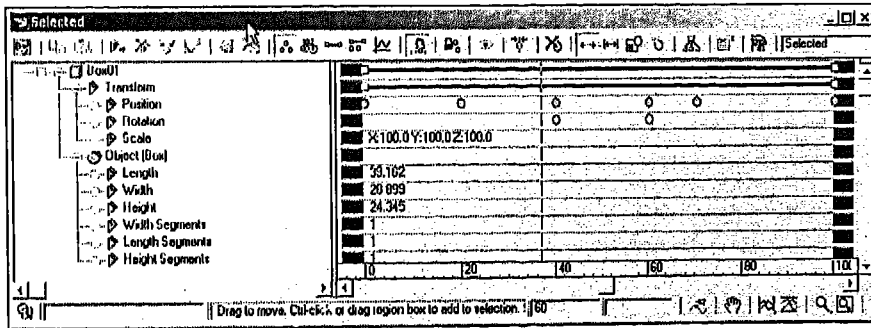 Selected
Selected
Box01
Transform
Position
Rotation
Scale X:100.0 Y:100.0 Z:100.0
Object (Box)
Length 39.162
Width 20.899
Height 24.345
Width Segments 1
Length Segments 1
Height Segments 1
0 20 40 60 80 100
Drag to move. Ctrl-click or drag region box to add to selection. 60